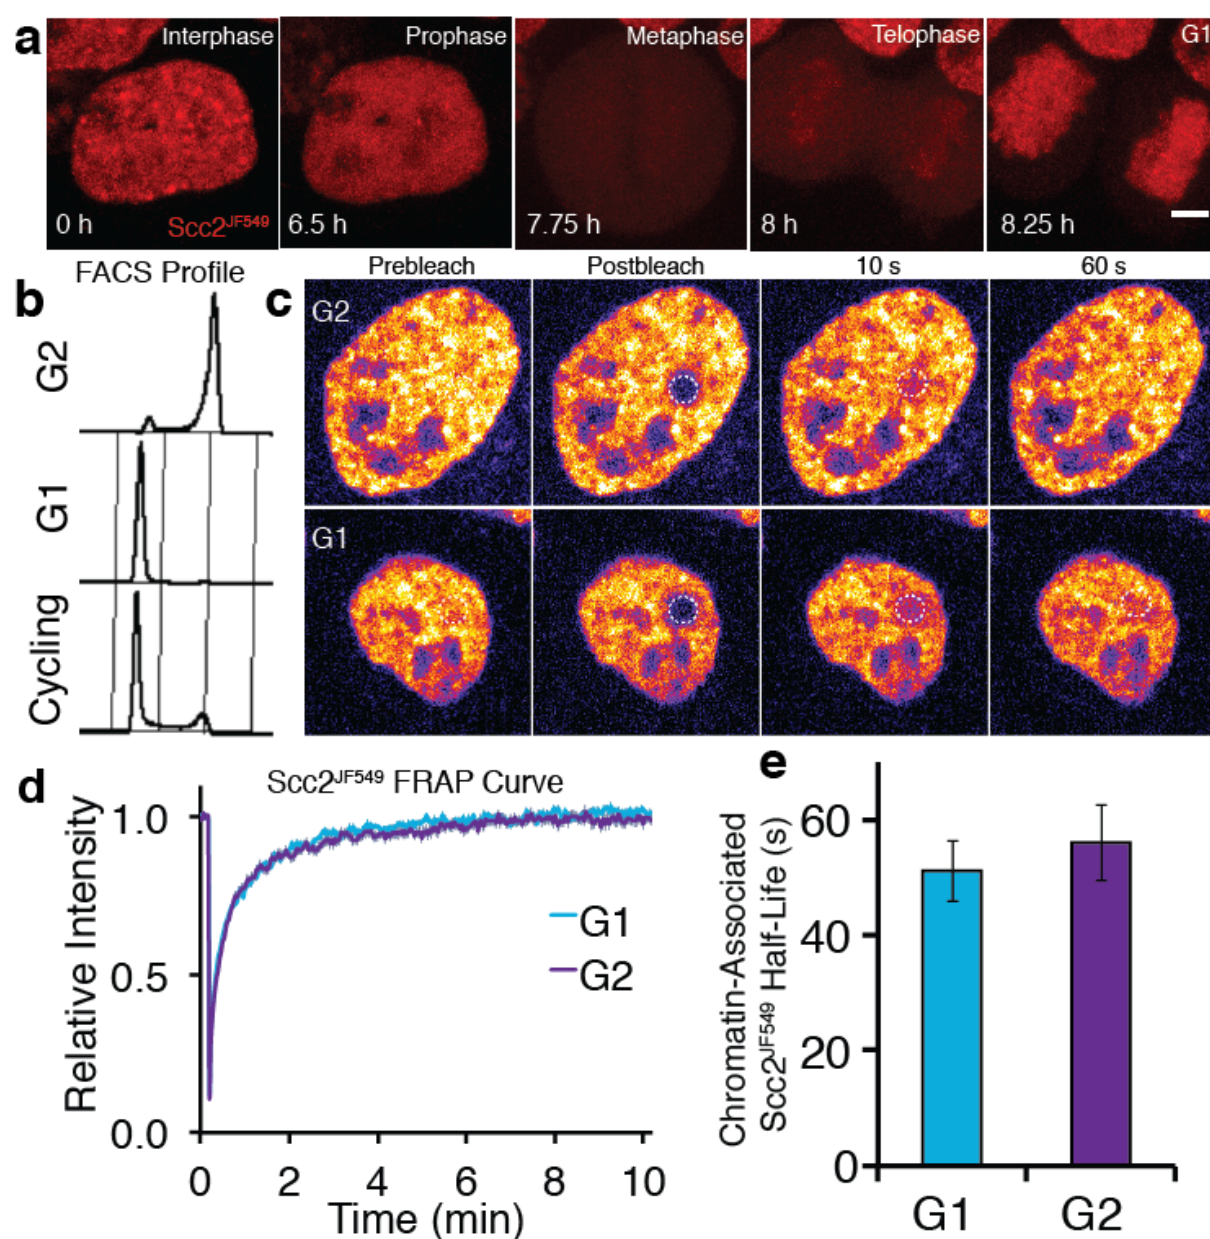 a
Interphase
Prophase
Metaphase
Telophase
G1
0 h
Scc2JF549
6.5 h
7.75 h
8 h
8.25 h
b
FACS Profile
G2
G1
Cycling
c
Prebleach
Postbleach
10 s
60 s
G2
G1
d
Scc2JF549 FRAP Curve
Relative Intensity
1.0
0.5
0.0
G1
G2
0 2 4 6 8 10
Time (min)
e
Chromatin-Associated
Scc2JF549 Half-Life (s)
60
40
20
0
G1 G2